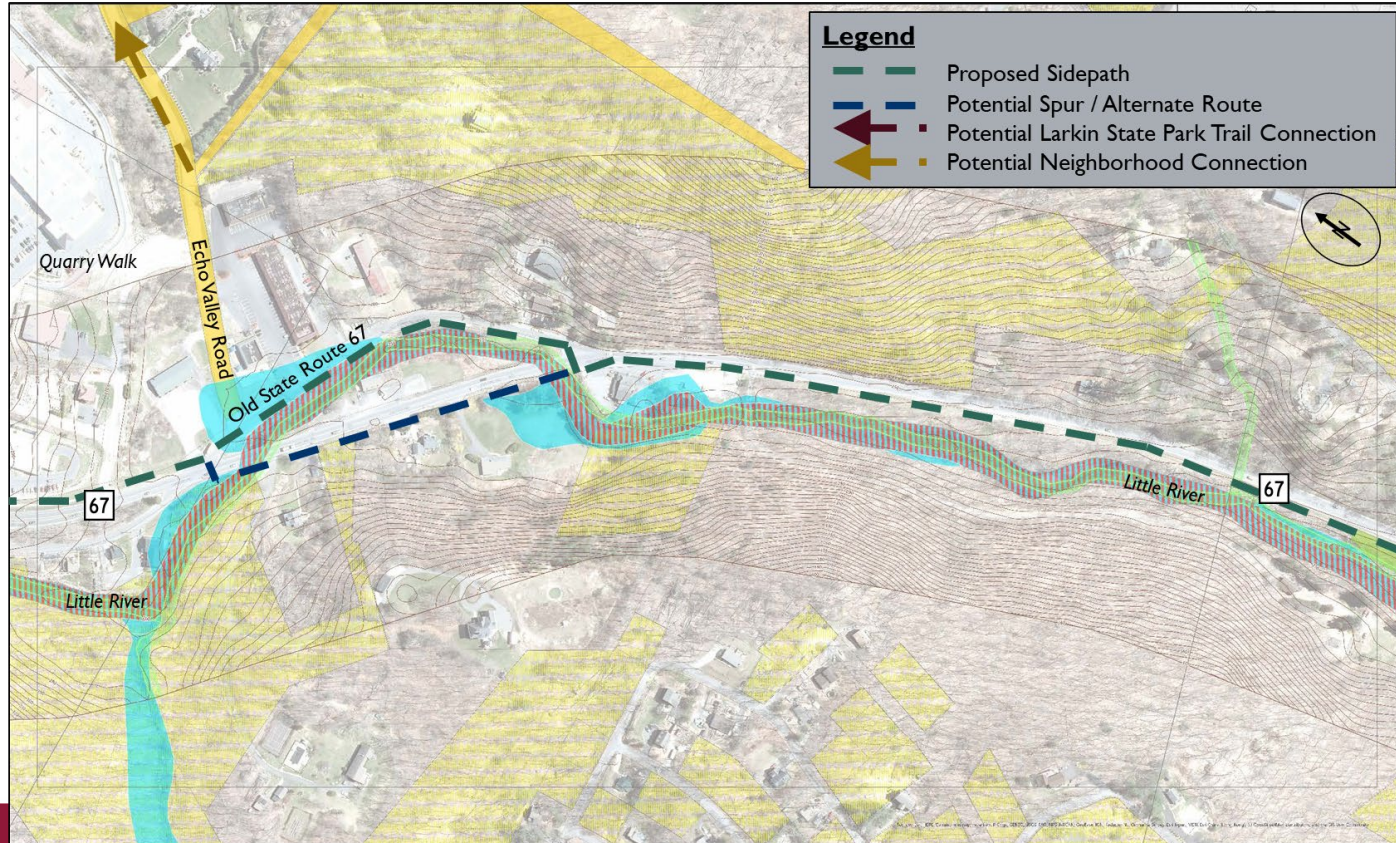 Legend
Proposed Sidepath
Potential Spur / Alternate Route
Potential Larkin State Park Trail Connection
Potential Neighborhood Connection
Quarry Walk
Echo Valley Road
Old State Route 67
67
Little River
67
Little River